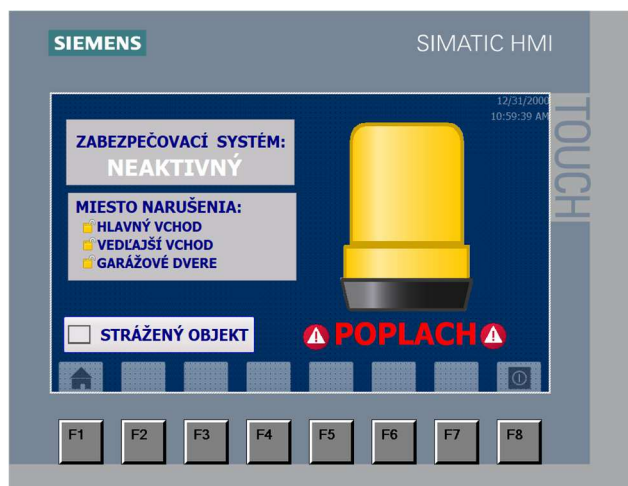 SIEMENS
SIMATIC HMI
TOUCH
12/31/2000
10:59:39 AM
ZABEZPEČOVACÍ SYSTÉM:
NEAKTIVNÝ
MIESTO NARUŠENIA:
HLAVNÝ VCHOD
VEDĽAJŠÍ VCHOD
GARÁŽOVÉ DVERE
STRÁŽENÝ OBJEKT
POPLACH
F1 F2 F3 F4 F5 F6 F7 F8